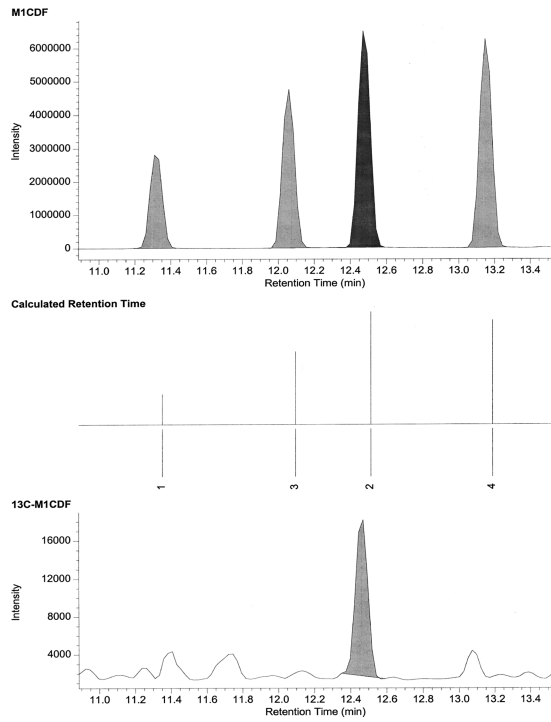 M1CDF
6000000
5000000
4000000
3000000
2000000
1000000
0
Intensity
11.0 11.2 11.4 11.6 11.8 12.0 12.2 12.4 12.6 12.8 13.0 13.2 13.4
Retention Time (min)
Calculated Retention Time
1 3 2 4
13C-M1CDF
16000
12000
8000
4000
Intensity
11.0 11.2 11.4 11.6 11.8 12.0 12.2 12.4 12.6 12.8 13.0 13.2 13.4
Retention Time (min)